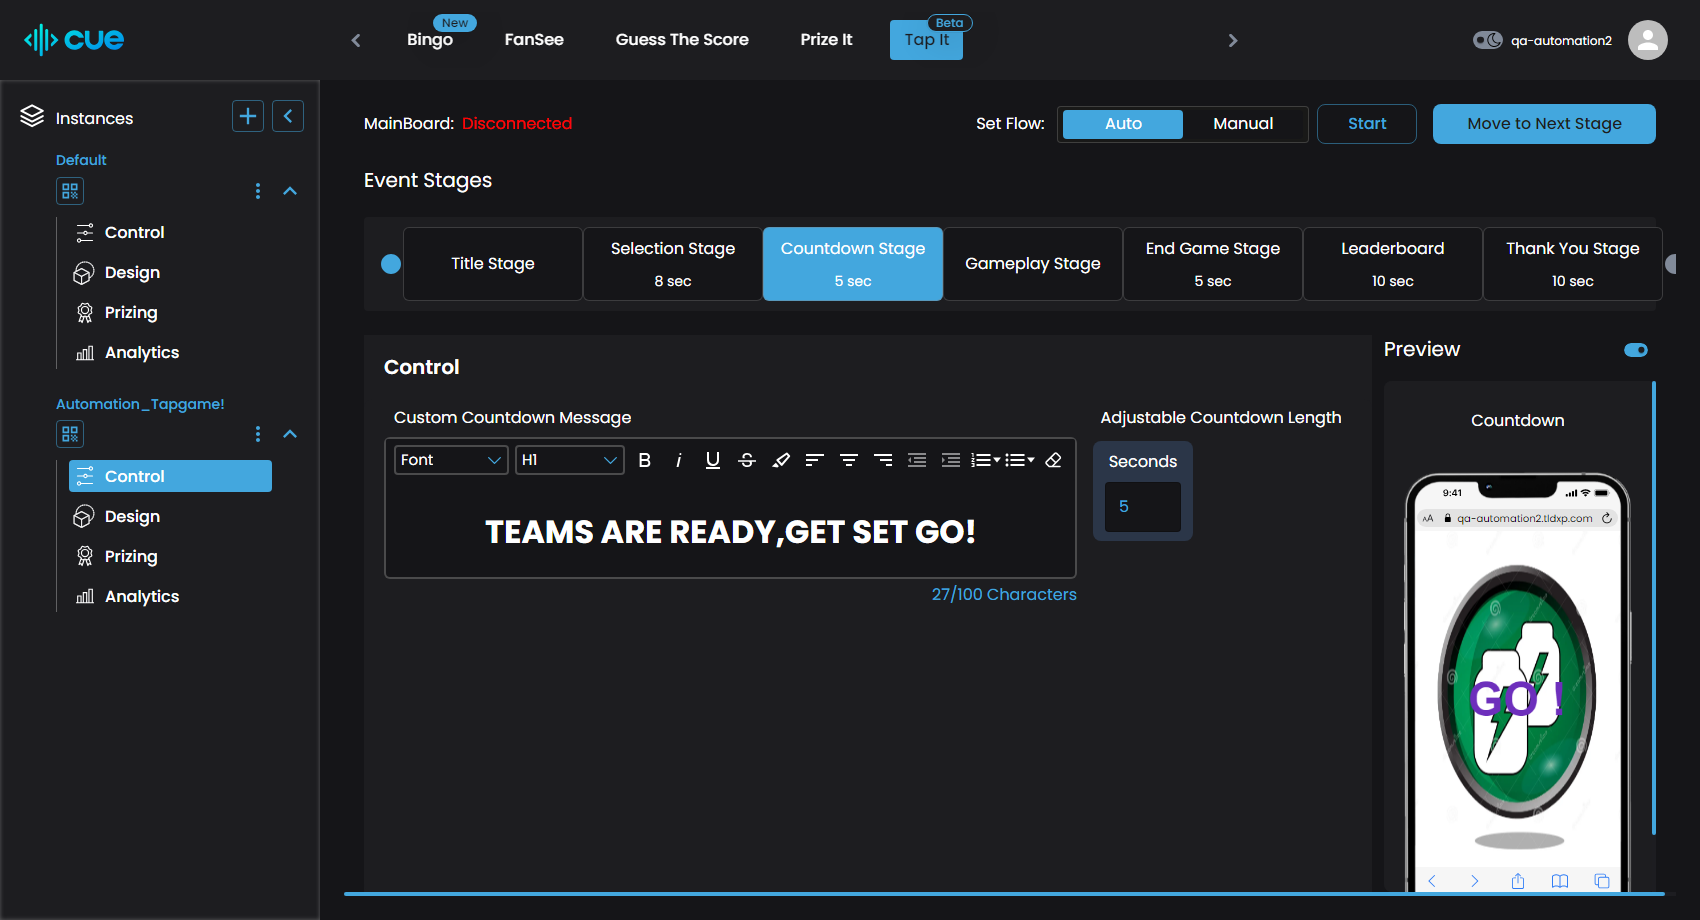 cue
New
Bingo
FanSee
Guess The Score
Prize It
Beta
Tap It
qa-automation2
Instances
Default
Control
Design
Prizing
Analytics
Automation_Tapgame!
Control
Design
Prizing
Analytics
MainBoard: Disconnected
Set Flow:
Auto
Manual
Start
Move to Next Stage
Event Stages
Title Stage
Selection Stage
8 sec
Countdown Stage
5 sec
Gameplay Stage
End Game Stage
5 sec
Leaderboard
10 sec
Thank You Stage
10 sec
Control
Custom Countdown Message
Font
H1
B
i
U
S
TEAMS ARE READY,GET SET GO!
27/100 Characters
Adjustable Countdown Length
Seconds
5
Preview
Countdown
9:41
AA
qa-automation2.tldxp.com
GO !